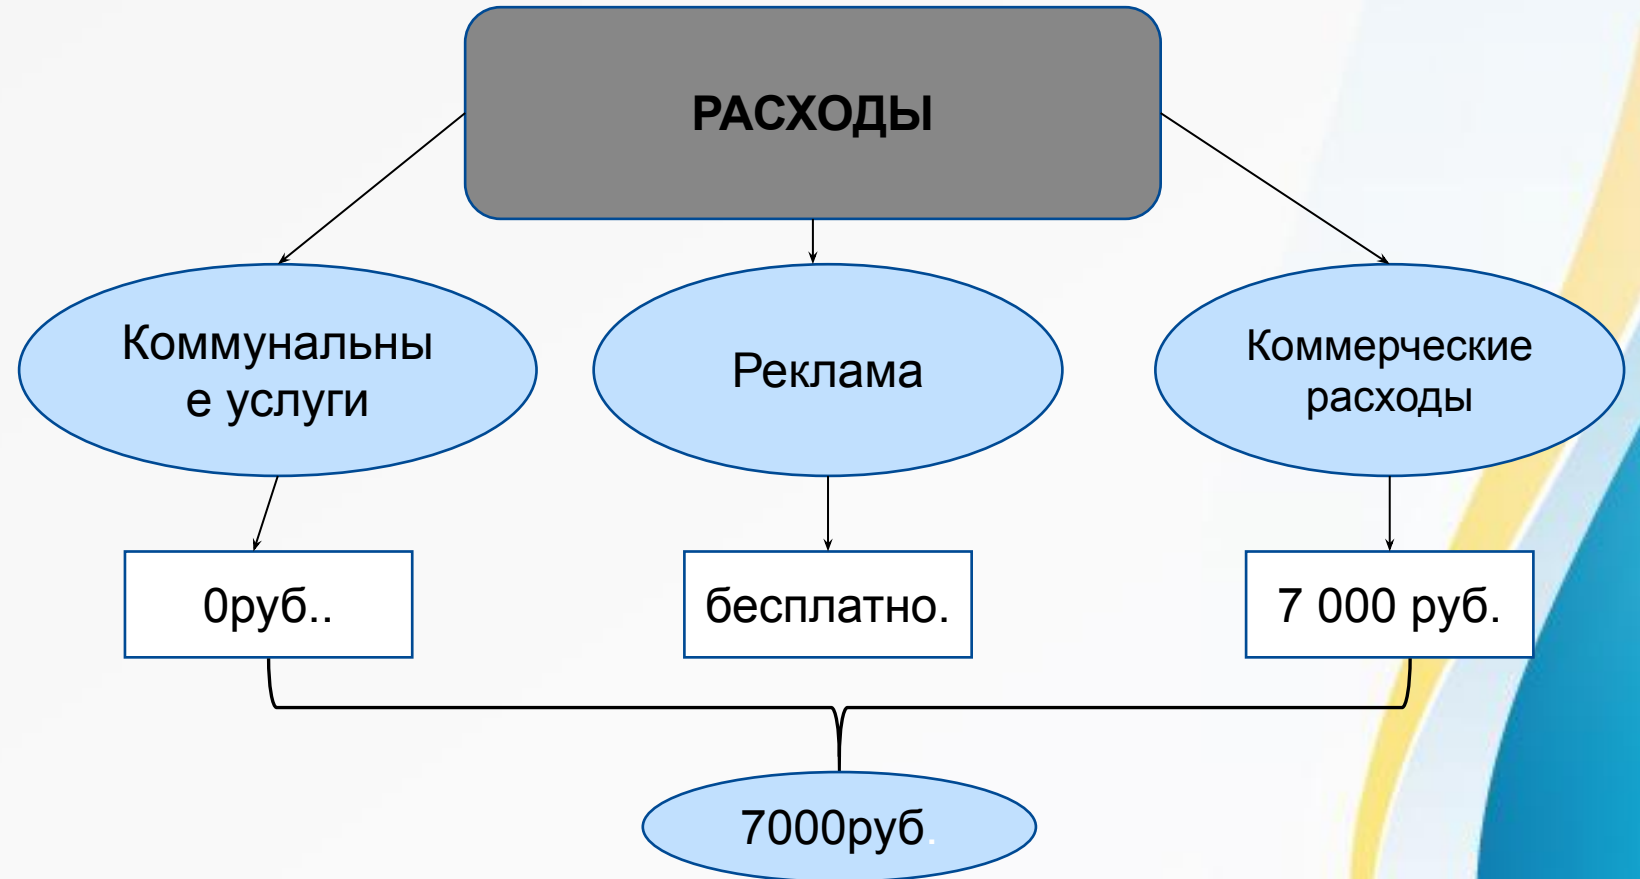 РАСХОДЫ
Коммунальны
е услуги
Реклама
Коммерческие
расходы
0руб..
бесплатно.
7 000 руб.
7000руб.